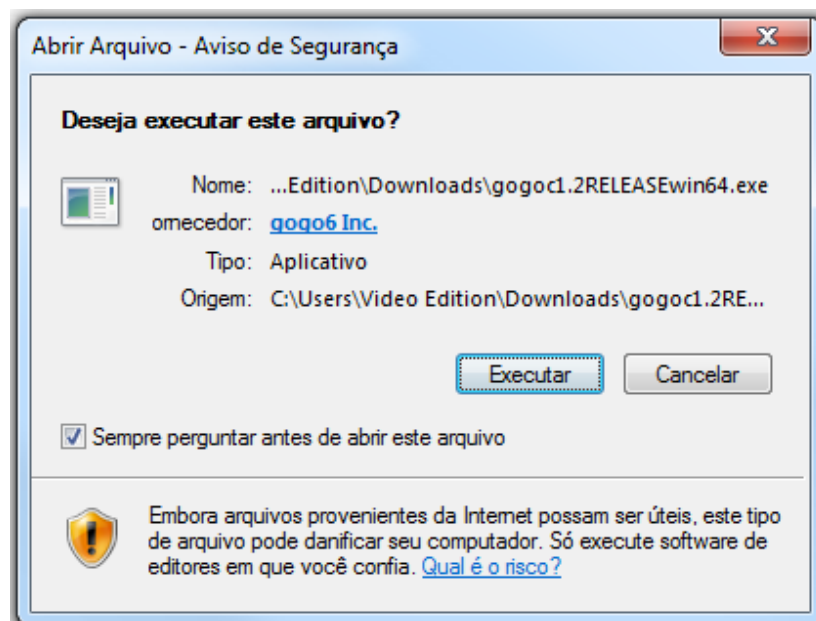 Abrir Arquivo - Aviso de Segurança
Deseja executar este arquivo?
Nome: ...Edition\Downloads\gogoc1.2RELEASEwin64.exe
ornecedor: gogo6 Inc.
Tipo: Aplicativo
Origem: C:\Users\Video Edition\Downloads\gogoc1.2RE...
Executar Cancelar
Sempre perguntar antes de abrir este arquivo
Embora arquivos provenientes da Internet possam ser úteis, este tipo
de arquivo pode danificar seu computador. Só execute software de
editores em que você confia. Qual é o risco?